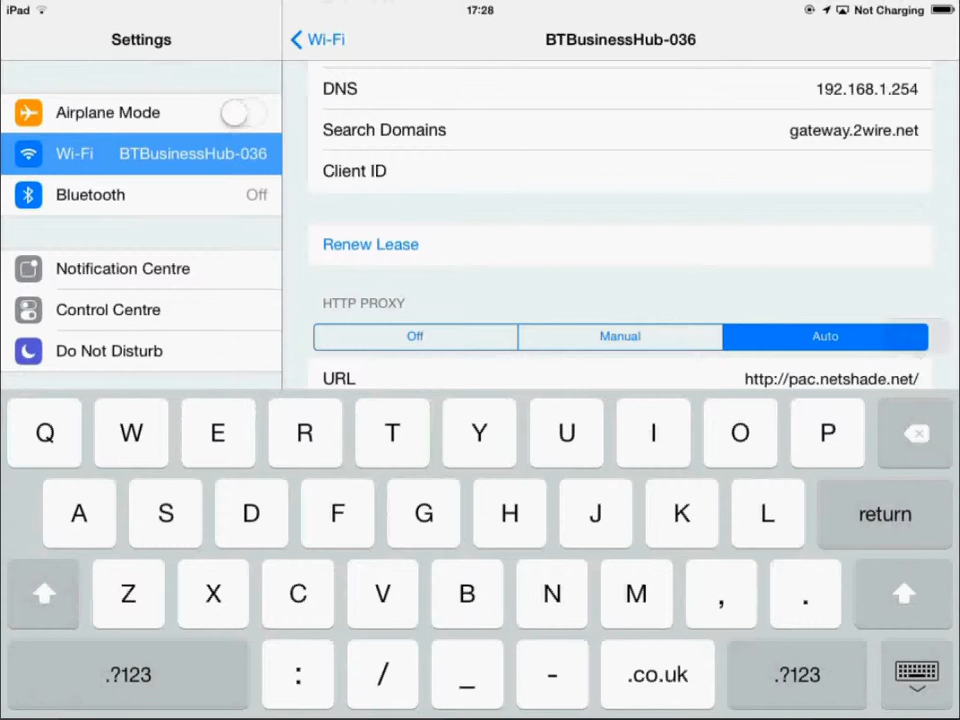 iPad 17:28 Not Charging
Settings
Wi-Fi BTBusinessHub-036
Airplane Mode
Wi-Fi BTBusinessHub-036
Bluetooth Off
Notification Centre
Control Centre
Do Not Disturb
DNS 192.168.1.254
Search Domains gateway.2wire.net
Client ID
Renew Lease
HTTP PROXY
Off Manual Auto
URL http://pac.netshade.net/
Q W E R T Y U I O P
A S D F G H J K L return
Z X C V B N M , .
.?123 : / _ - .co.uk .?123